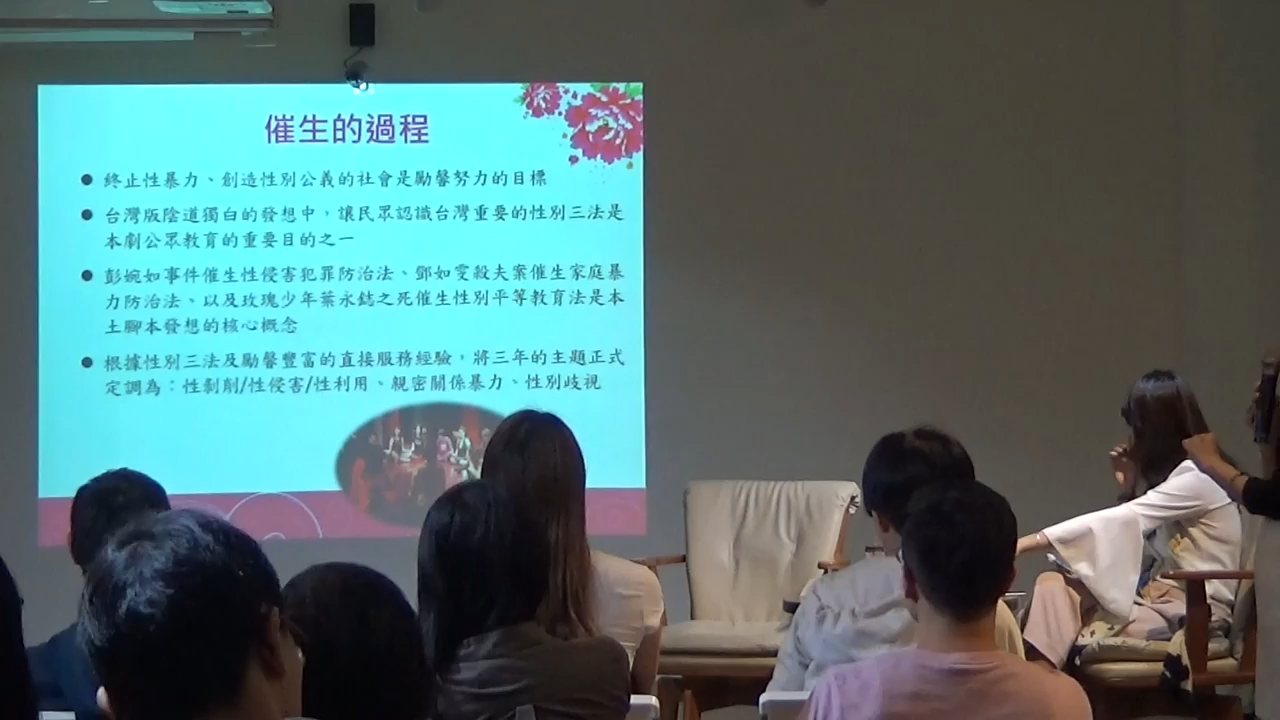 催生的過程
● 終止性暴力、創造性別公義的社會是勵馨努力的目標
● 台灣版陰道獨白的發想中，讓民眾認識台灣重要的性別三法是
本劇公眾教育的重要目的之一
● 彭婉如事件催生性侵害犯罪防治法、鄧如雯殺夫案催生家庭暴
力防治法、以及玫瑰少年葉永鋕之死催生性別平等教育法是本
土腳本發想的核心概念
● 根據性別三法及勵馨豐富的直接服務經驗，將三年的主題正式
定調為：性剝削/性侵害/性利用、親密關係暴力、性別歧視